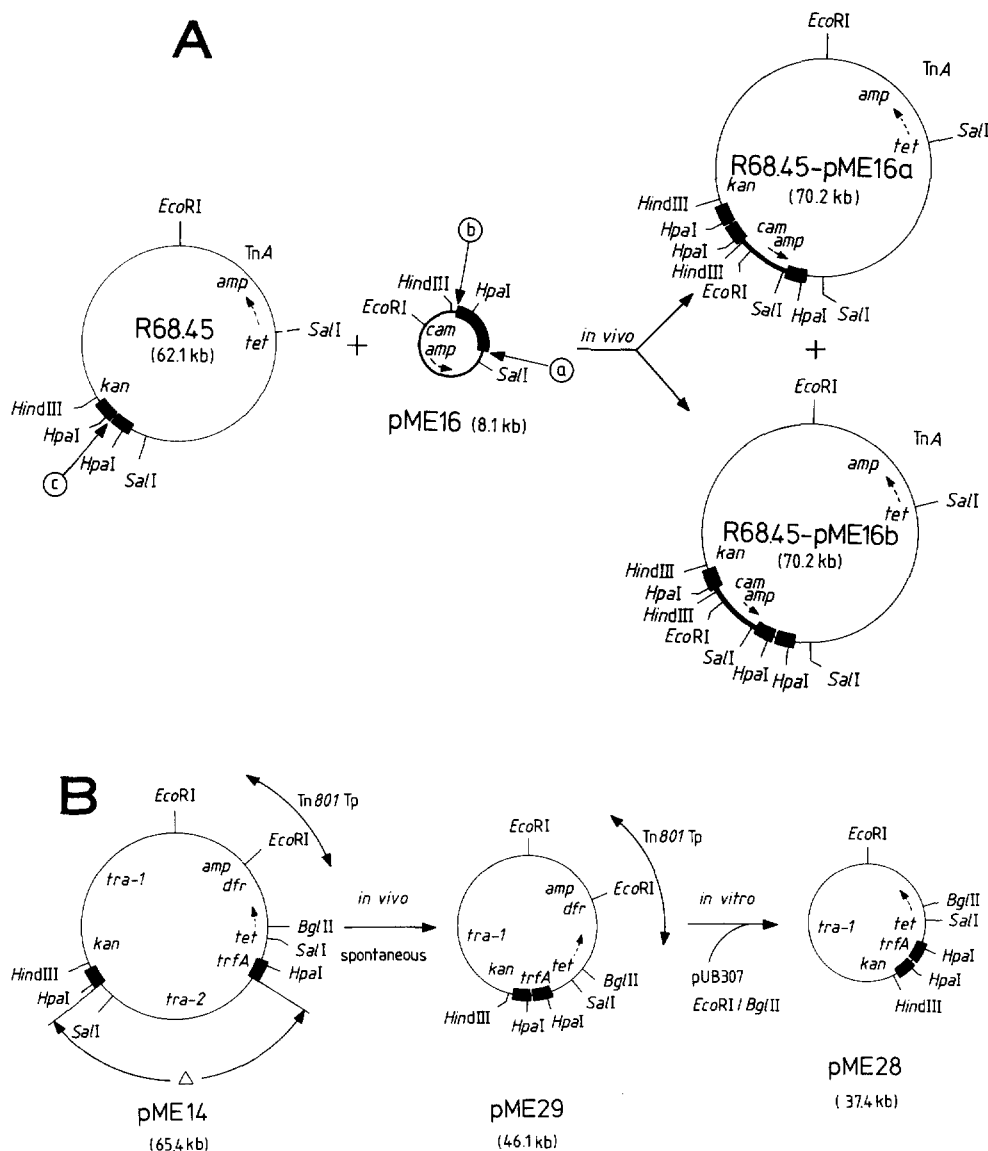 A
EcoRI
TnA
amp
tet
SalI
R68.45-pME16a
(70.2 kb)
kan
HindIII
HpaI
HpaI
HindIII
EcoRI
cam
amp
SalI
HpaI
SalI
EcoRI
TnA
amp
tet
SalI
R68.45
(62.1 kb)
kan
HindIII
HpaI
HpaI
SalI
c
+
b
HindIII
HpaI
EcoRI
cam
amp
SalI
a
pME16 (8.1 kb)
in vivo
+
EcoRI
TnA
amp
tet
SalI
R68.45-pME16b
(70.2 kb)
kan
HindIII
HpaI
HindIII
EcoRI
cam
amp
SalI
HpaI
HpaI
SalI
B
EcoRI
Tn801 Tp
EcoRI
amp
dfr
tra-1
BglII
SalI
tet
trfA
HpaI
kan
HindIII
HpaI
SalI
tra-2
△
pME14
(65.4 kb)
in vivo
spontaneous
EcoRI
Tn801 Tp
amp
dfr
EcoRI
tra-1
tet
kan
trfA
BglII
SalI
HindIII
HpaI
HpaI
pME29
(46.1 kb)
in vitro
pUB307
EcoRI / BglII
EcoRI
BglII
SalI
tra-1
tet
trfA
kan
HpaI
HpaI
HindIII
pME28
(37.4 kb)